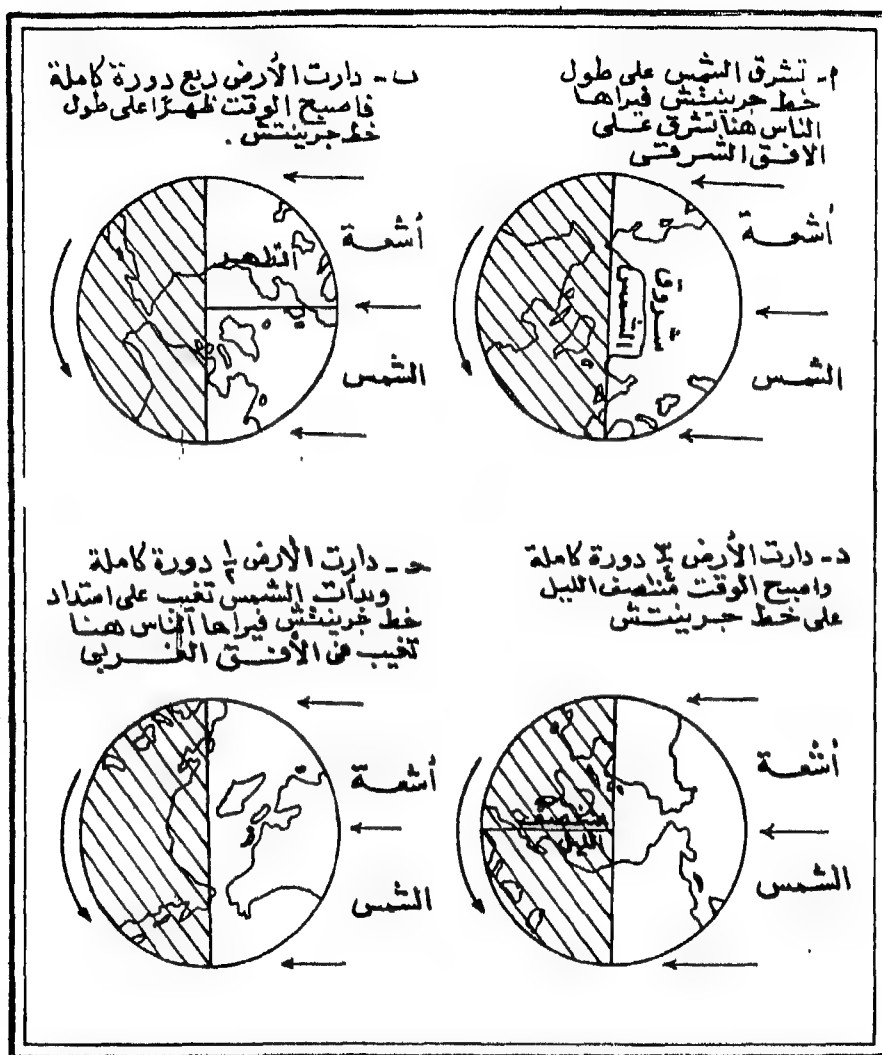 أ- تشرق الشمس على طول
خط جرينتش فيراها
الناس هنا تشرق على
الافق الشرقى
أشعة
الشمس
شروق
الشمس
ب- دارت الأرض ربع دورة كاملة
فاصبح الوقت ظهرًا على طول
خط جرينتش .
أشعة
الشمس
الظهر
حـ- دارت الارض ½ دورة كاملة
وبدأت الشمس تغيب على امتداد
خط جرينتش فيراها الناس هنا
تغيب فى الأفق الغربى
أشعة
الشمس
د- دارت الأرض ¾ دورة كاملة
واصبح الوقت منتصف الليل
على خط جرينتش
أشعة
الشمس
منتصف
الليل